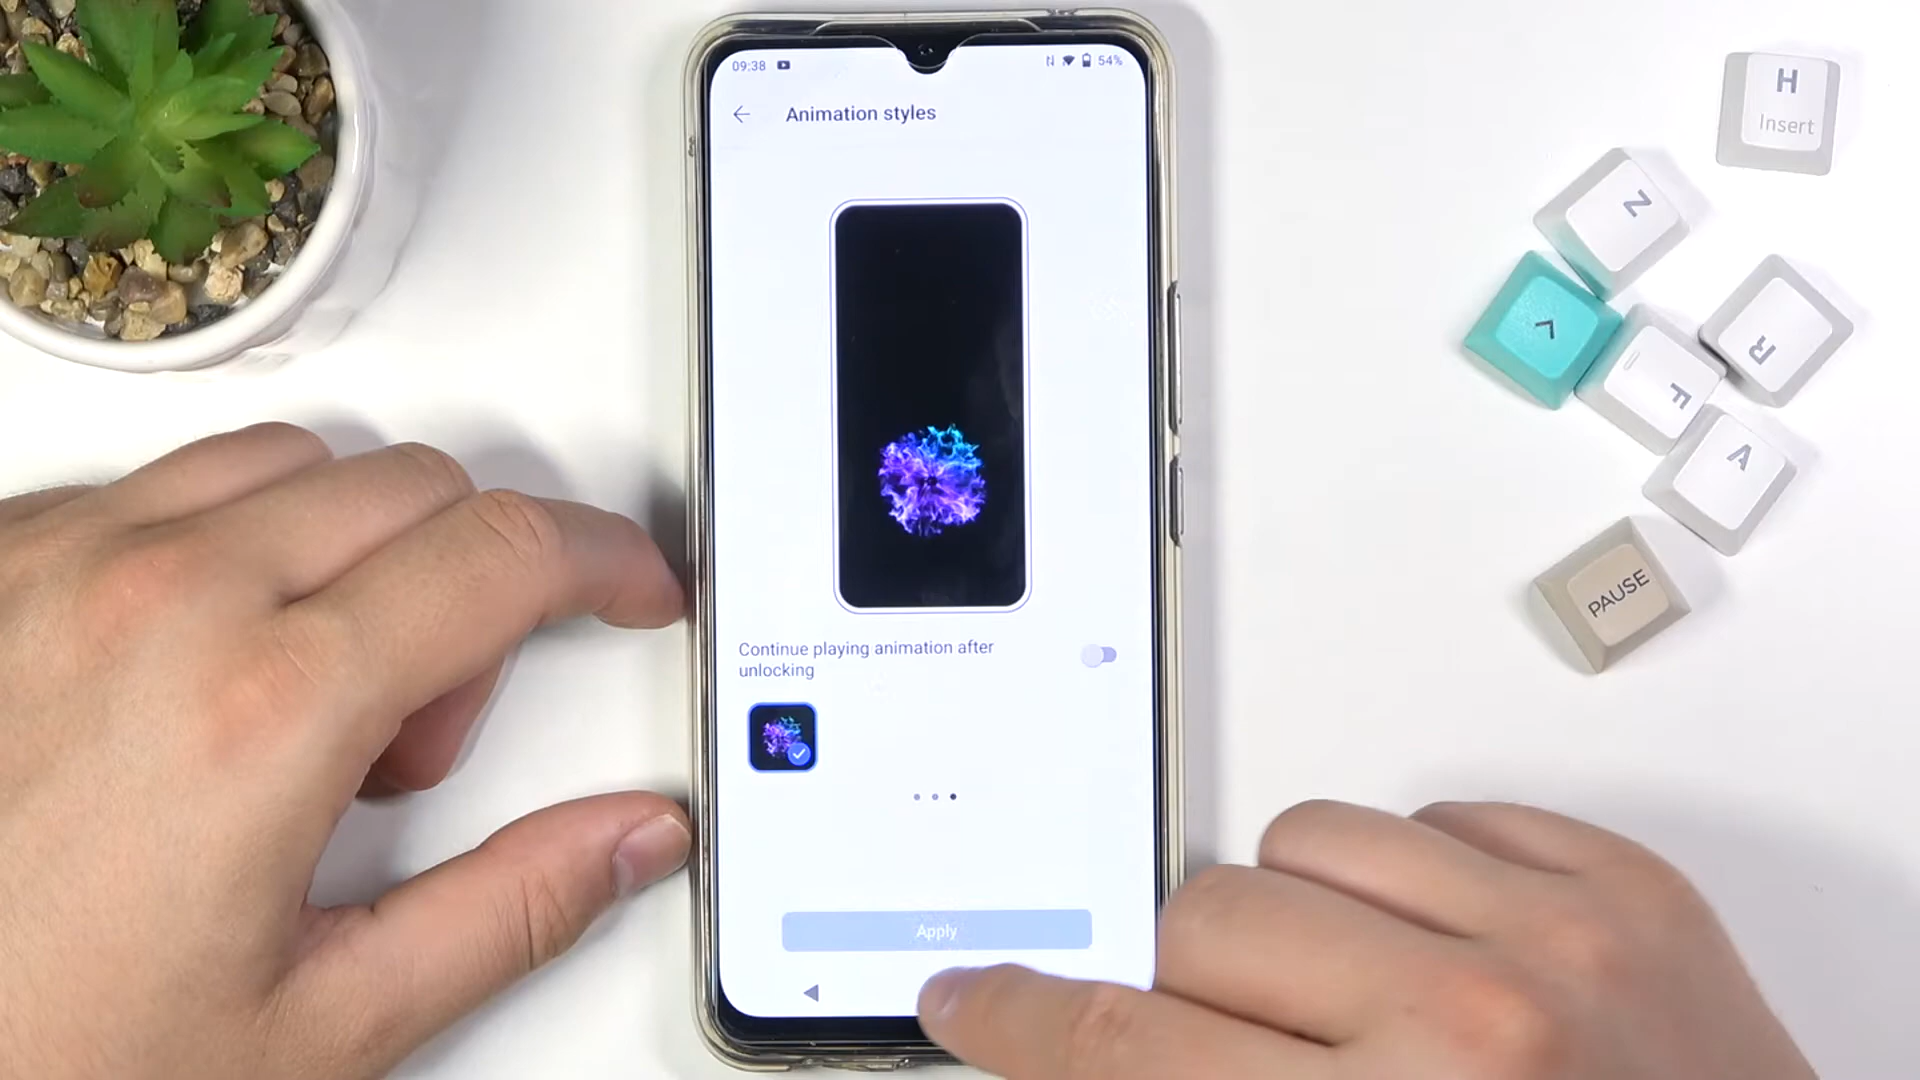 09:38
54%
Animation styles
Continue playing animation after
unlocking
Apply
H
Insert
Z
<
R
F
A
PAUSE